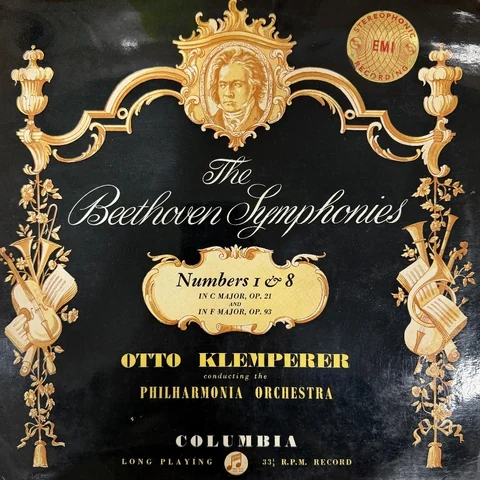 STEREOPHONIC
EMI
RECORDING
The
Beethoven Symphonies
Numbers 1 & 8
IN C MAJOR, OP. 21
AND
IN F MAJOR, OP. 93
OTTO KLEMPERER
conducting the
PHILHARMONIA ORCHESTRA
COLUMBIA
LONG PLAYING 33⅓ R.P.M. RECORD